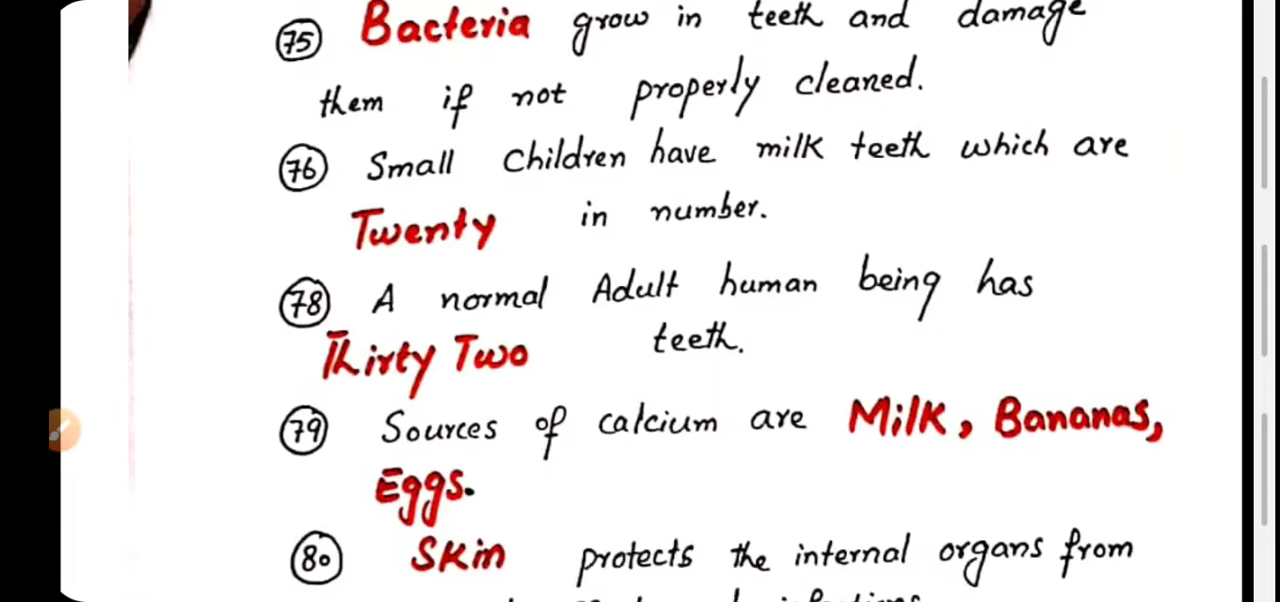 (75) Bacteria grow in teeth and damage
them if not properly cleaned.
(76) Small Children have milk teeth which are
Twenty in number.
(78) A normal Adult human being has
Thirty Two teeth.
(79) Sources of calcium are Milk, Bananas,
Eggs.
(80) Skin protects the internal organs from